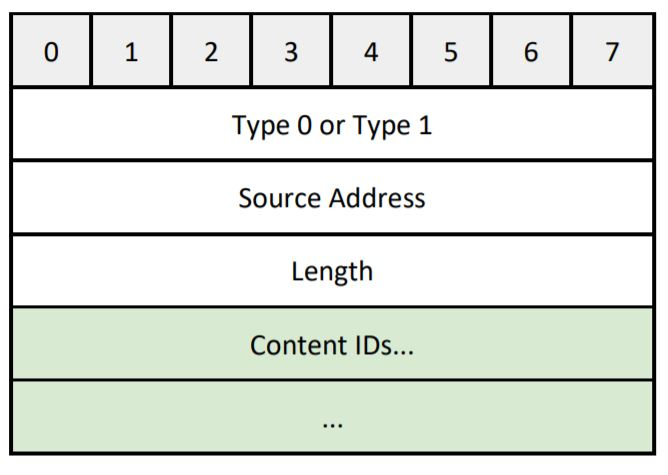 0 1 2 3 4 5 6 7
Type 0 or Type 1
Source Address
Length
Content IDs...
...